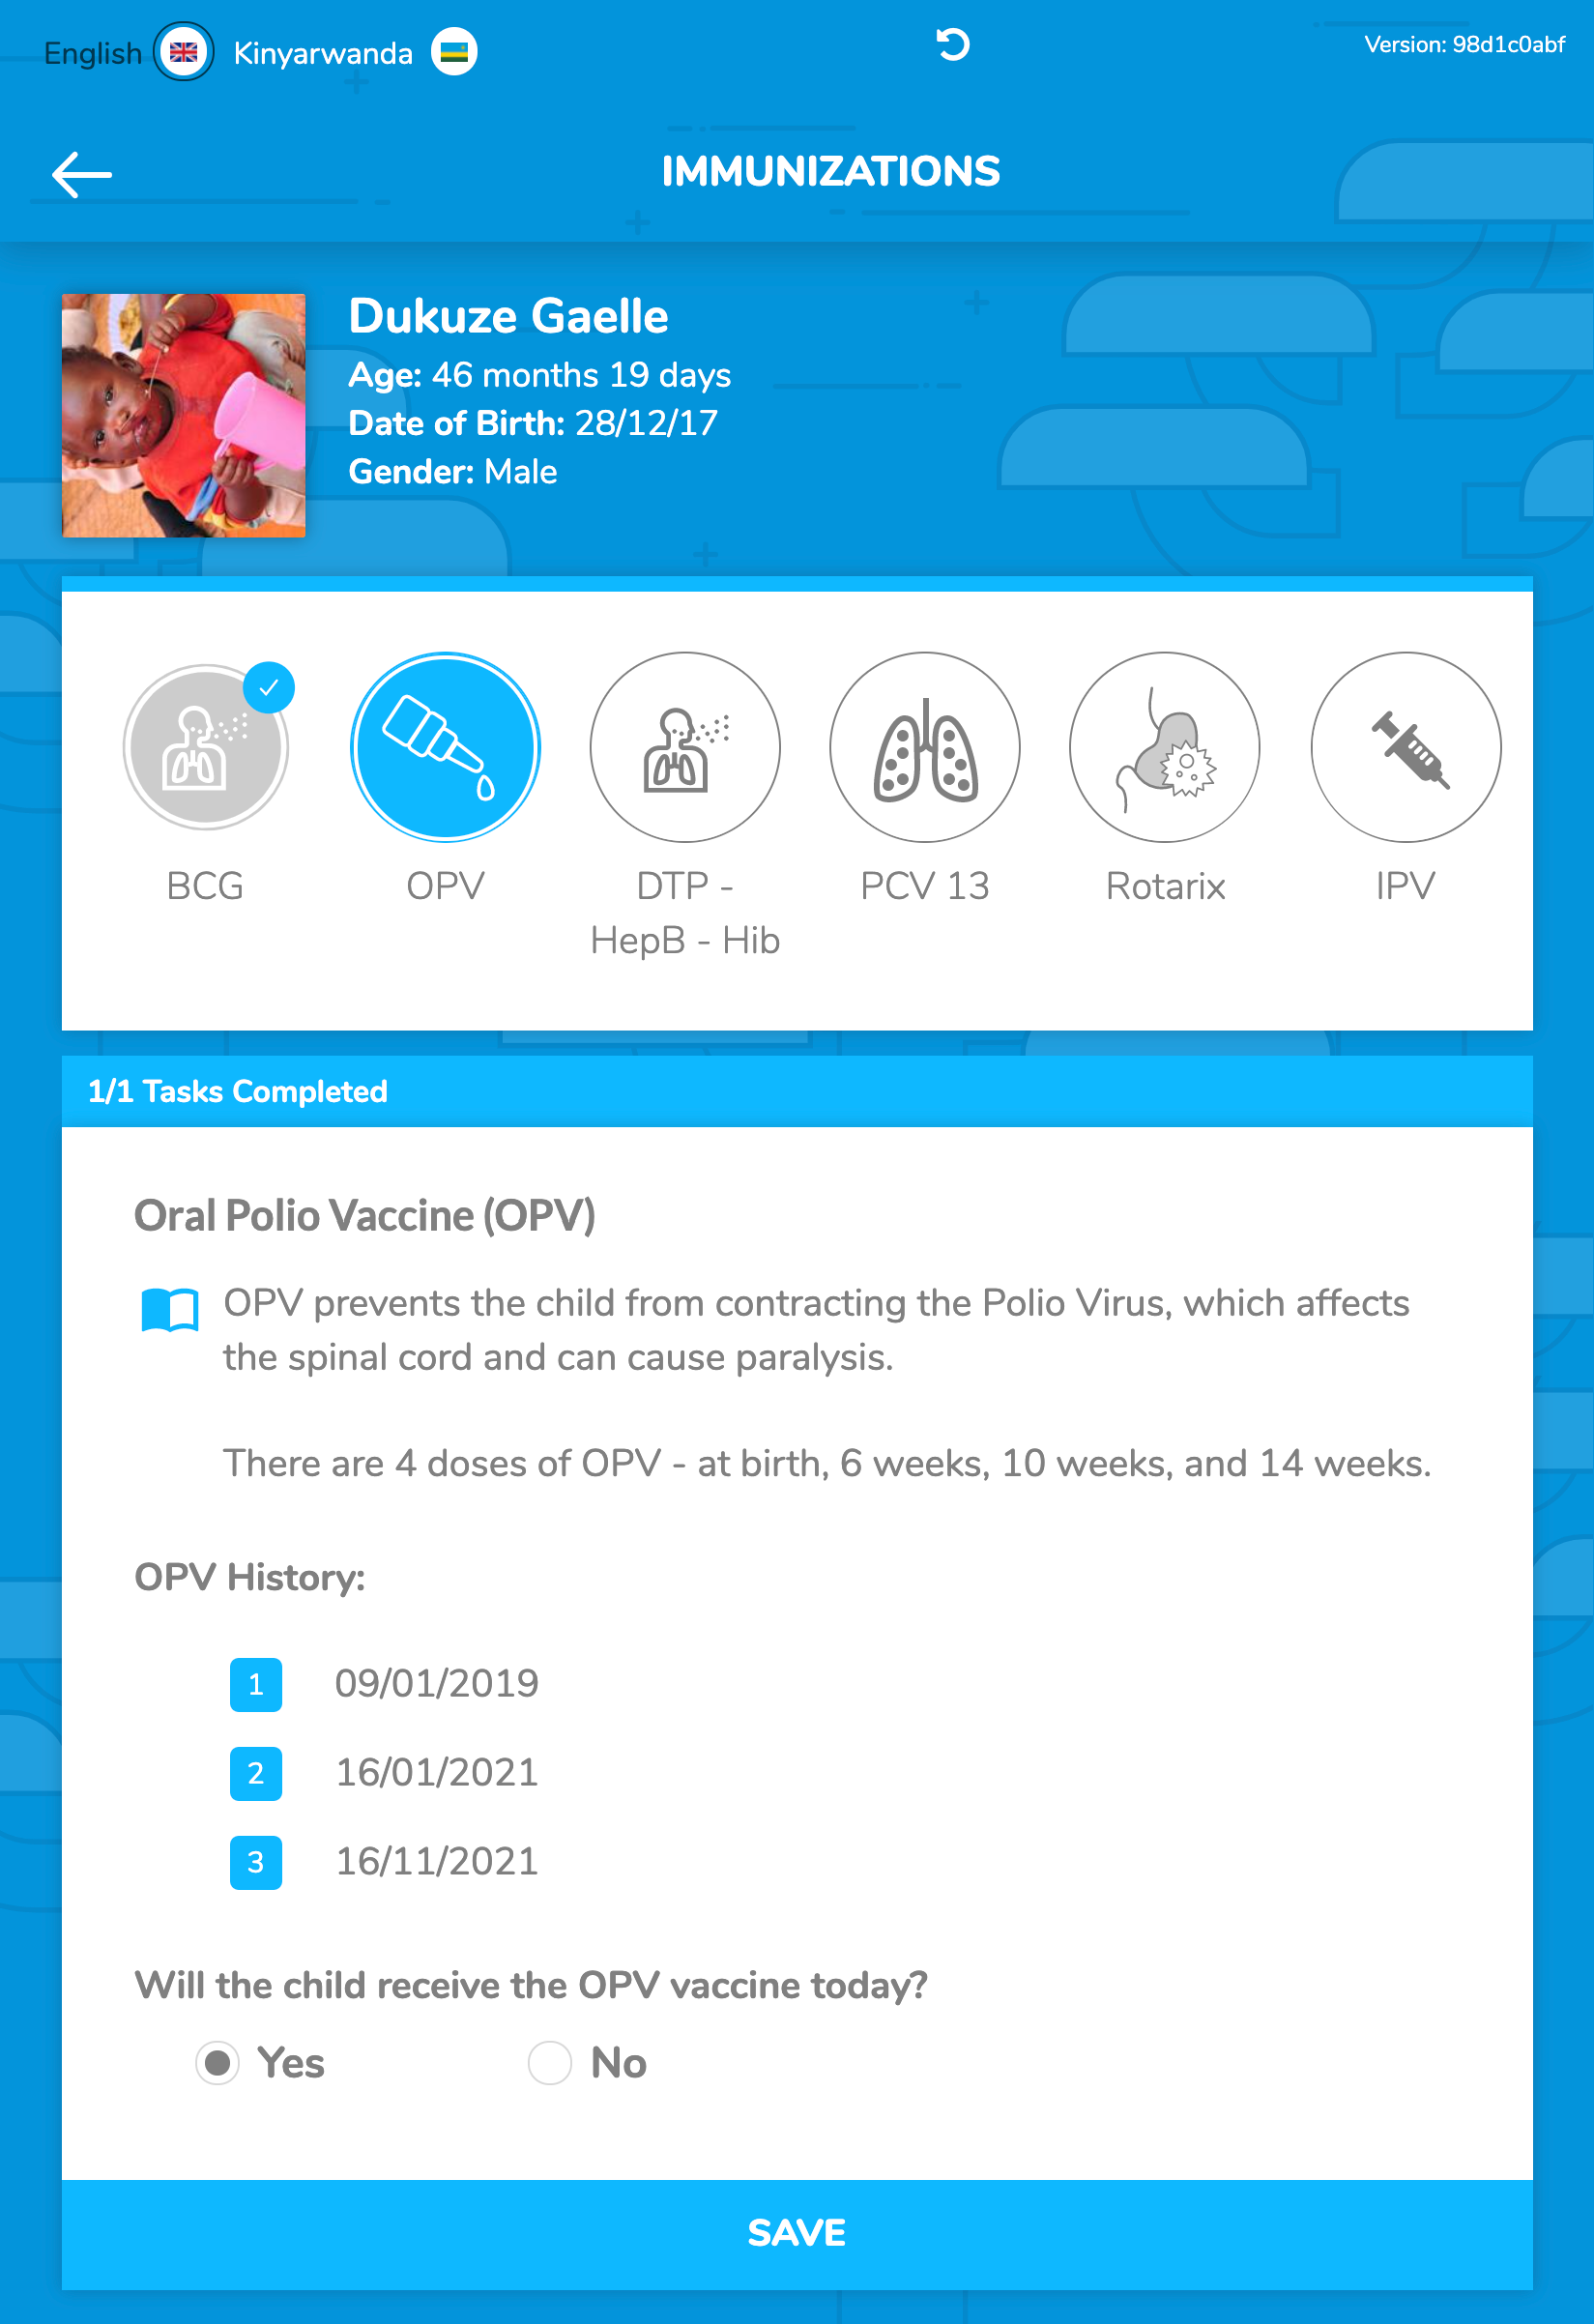 English Kinyarwanda
Version: 98d1c0abf
IMMUNIZATIONS
Dukuze Gaelle
Age: 46 months 19 days
Date of Birth: 28/12/17
Gender: Male
BCG OPV DTP - PCV 13 Rotarix IPV
HepB - Hib
1/1 Tasks Completed
Oral Polio Vaccine (OPV)
OPV prevents the child from contracting the Polio Virus, which affects
the spinal cord and can cause paralysis.
There are 4 doses of OPV - at birth, 6 weeks, 10 weeks, and 14 weeks.
OPV History:
1 09/01/2019
2 16/01/2021
3 16/11/2021
Will the child receive the OPV vaccine today?
Yes No
SAVE